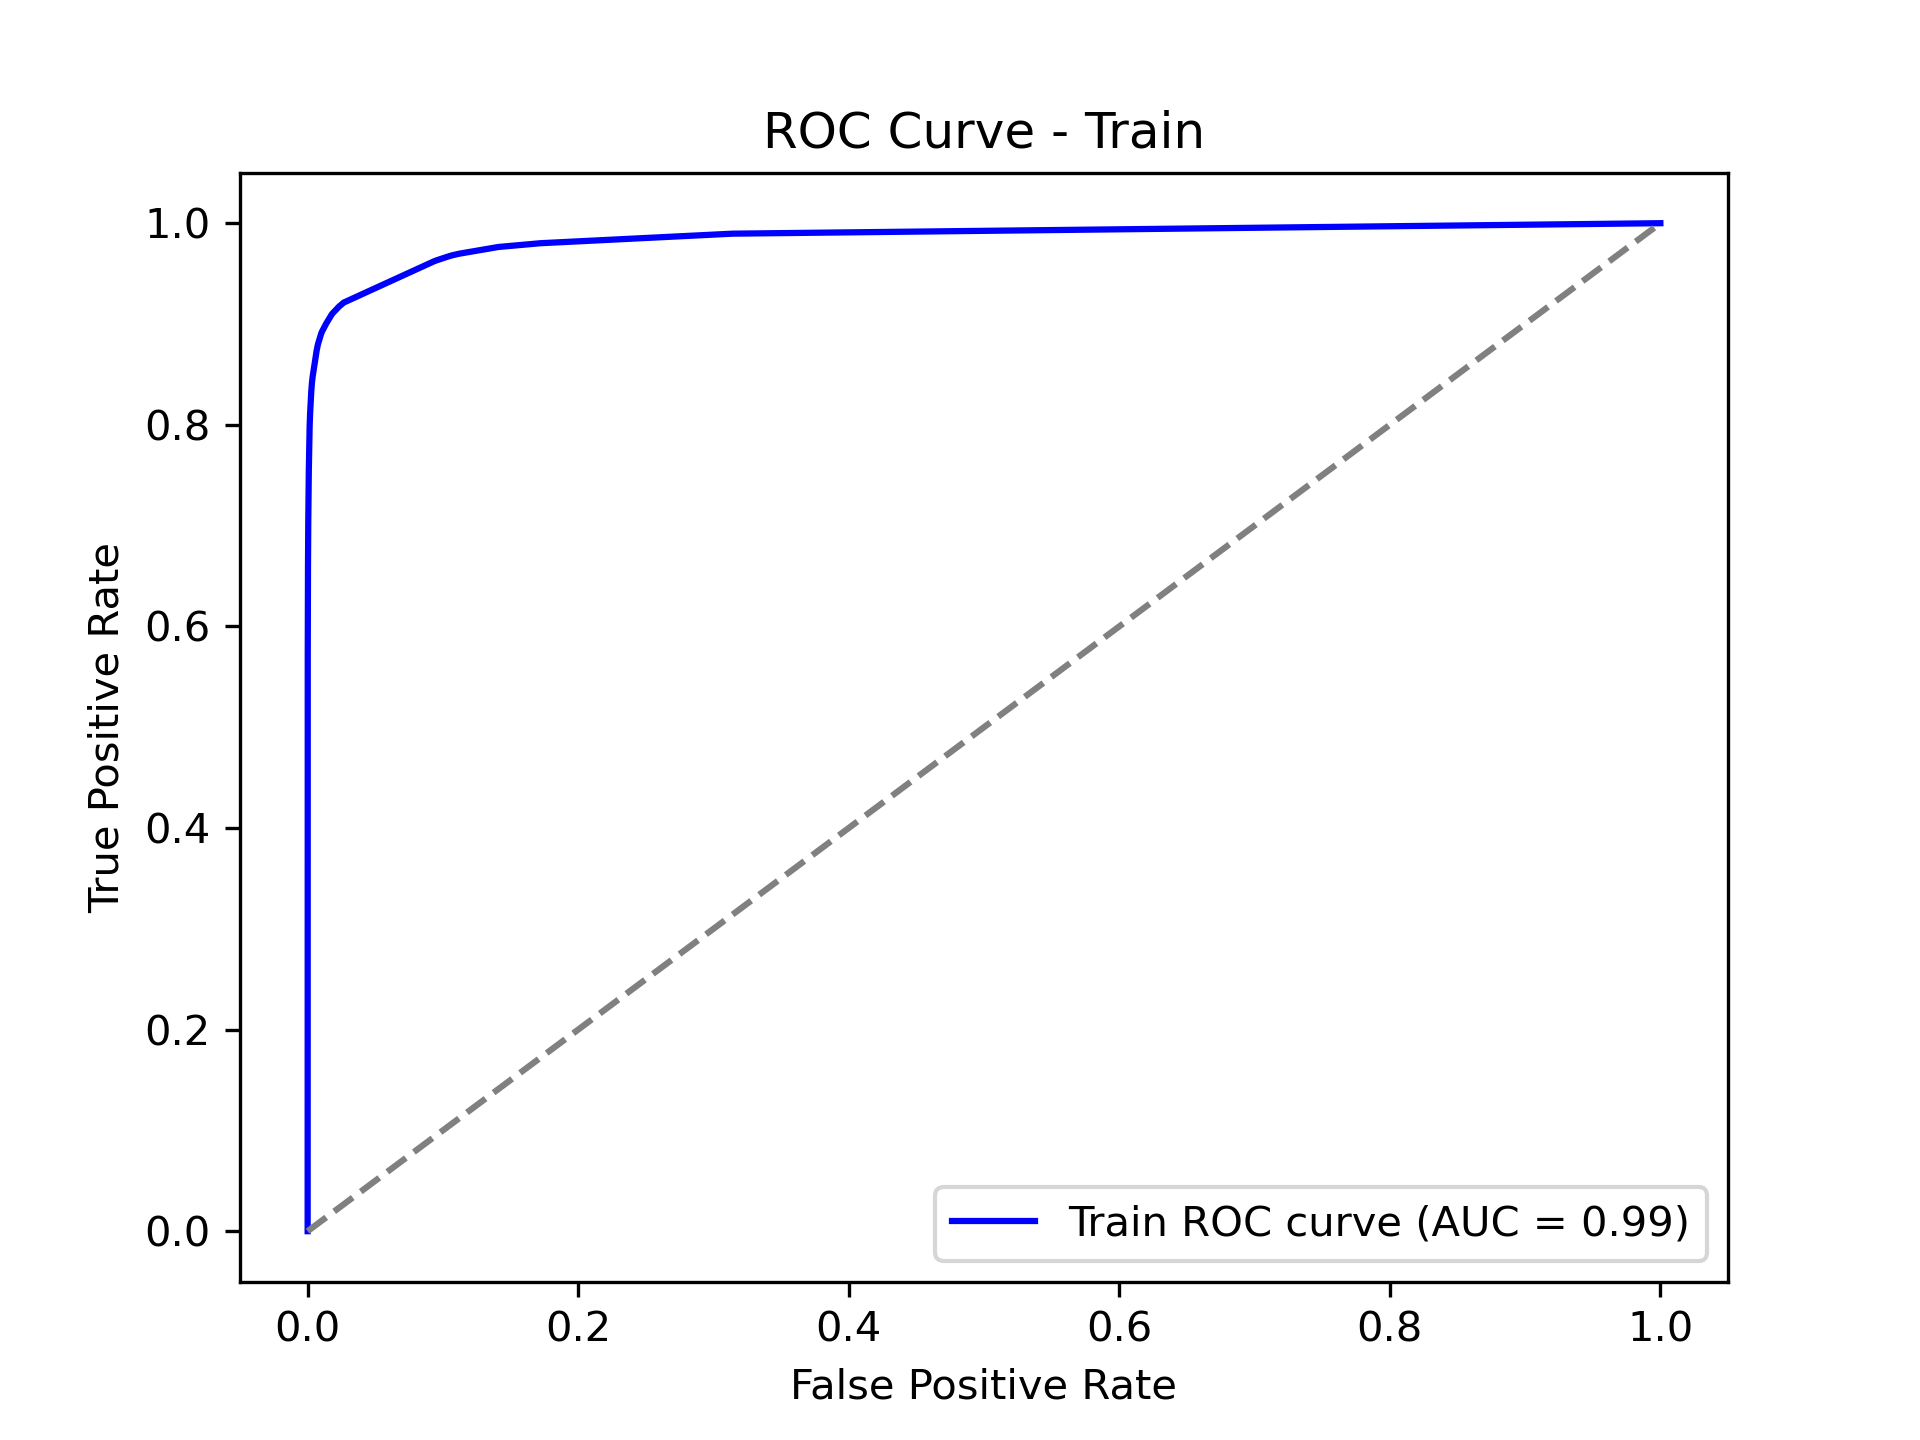 ROC Curve - Train
1.0
0.8
0.6
0.4
0.2
0.0
True Positive Rate
Train ROC curve (AUC = 0.99)
0.0 0.2 0.4 0.6 0.8 1.0
False Positive Rate